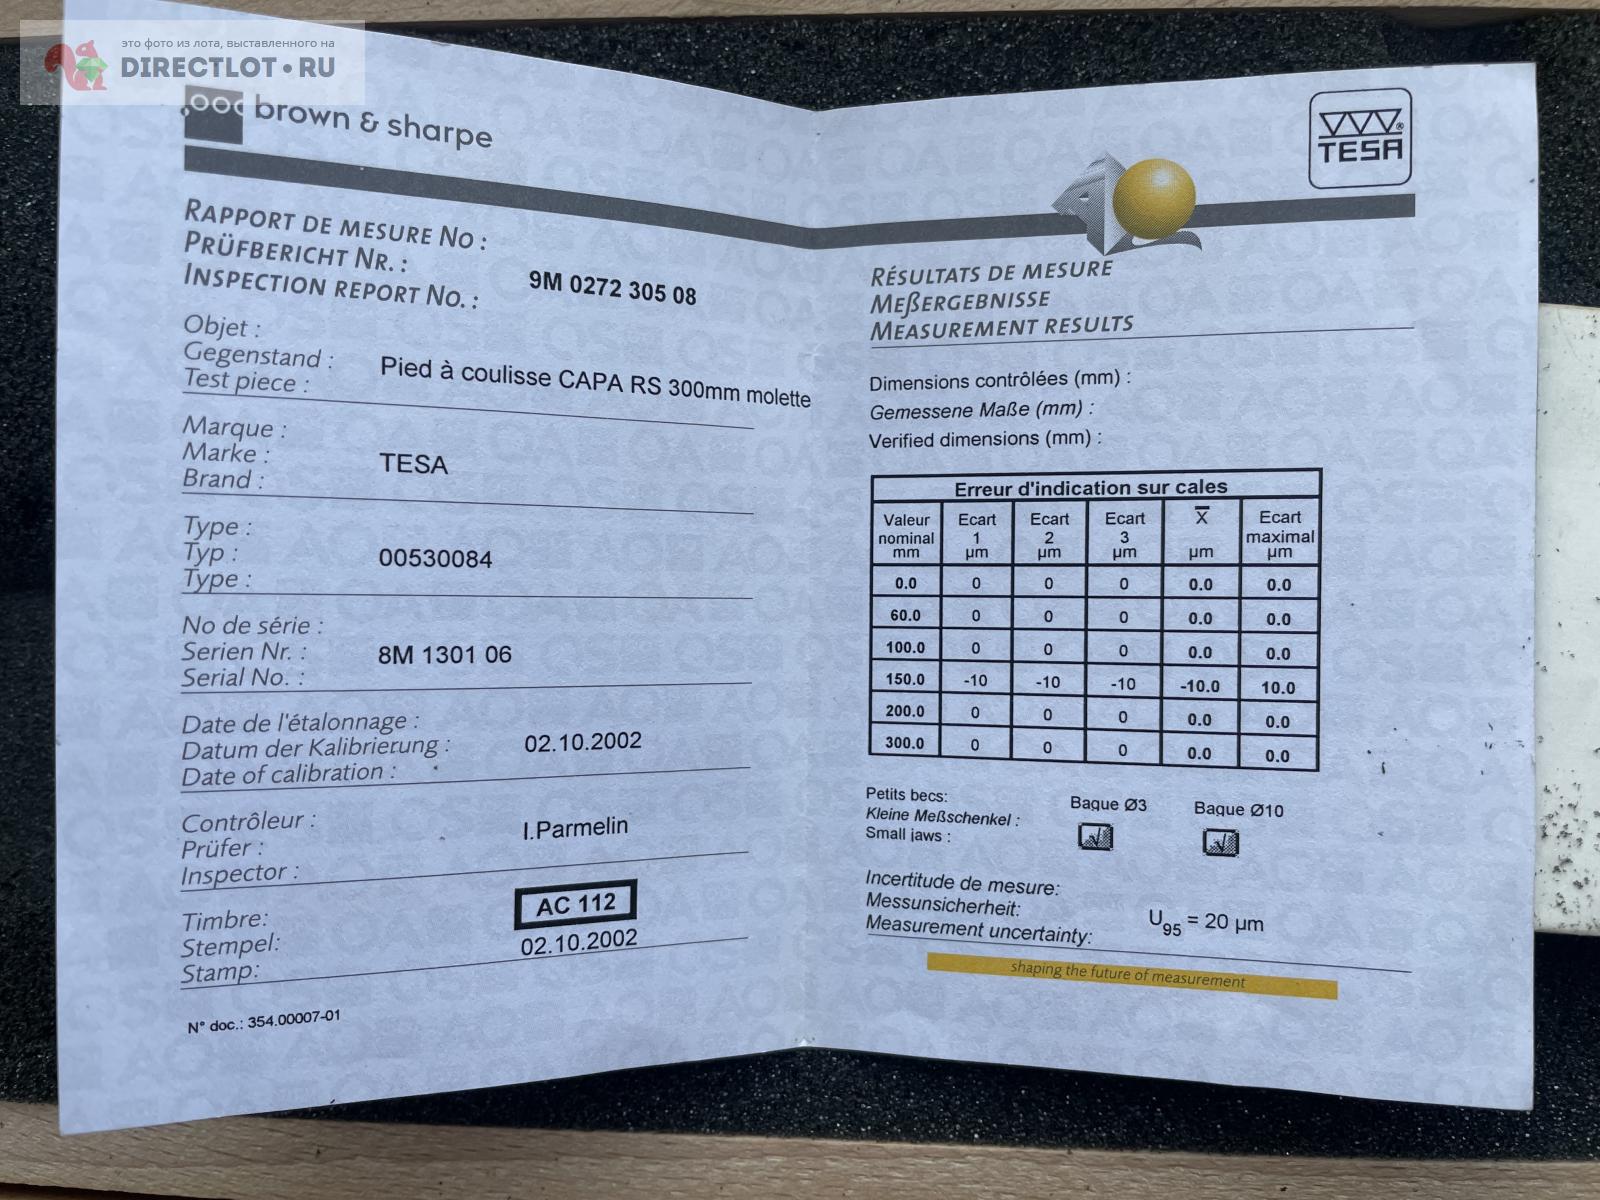 это фото из лота, выставленного на
DIRECTLOT•RU
brown & sharpe
RAPPORT DE MESURE NO :
PRÜFBERICHT NR. :
INSPECTION REPORT NO. :
9M 0272 305 08
Objet :
Gegenstand :
Test piece :
Pied à coulisse CAPA RS 300mm molette
Marque :
Marke :
Brand :
TESA
Type :
Typ :
Type :
00530084
No de série :
Serien Nr. :
Serial No. :
8M 1301 06
Date de l'étalonnage :
Datum der Kalibrierung :
Date of calibration :
02.10.2002
Contrôleur :
Prüfer :
Inspector :
I.Parmelin
Timbre:
Stempel:
Stamp:
AC 112
02.10.2002
N° doc.: 354.00007-01
TESA®
RÉSULTATS DE MESURE
MEßERGEBNISSE
MEASUREMENT RESULTS
Dimensions contrôlées (mm) :
Gemessene Maße (mm) :
Verified dimensions (mm) :
Erreur d'indication sur cales
Valeur nominal mm Ecart 1 µm Ecart 2 µm Ecart 3 µm X̄ µm Ecart maximal µm
0.0 0 0 0 0.0 0.0
60.0 0 0 0 0.0 0.0
100.0 0 0 0 0.0 0.0
150.0 -10 -10 -10 -10.0 10.0
200.0 0 0 0 0.0 0.0
300.0 0 0 0 0.0 0.0
Petits becs:
Kleine Meßschenkel :
Small jaws :
Bague Ø3
Bague Ø10
Incertitude de mesure:
Messunsicherheit:
Measurement uncertainty:
U95 = 20 µm
shaping the future of measurement